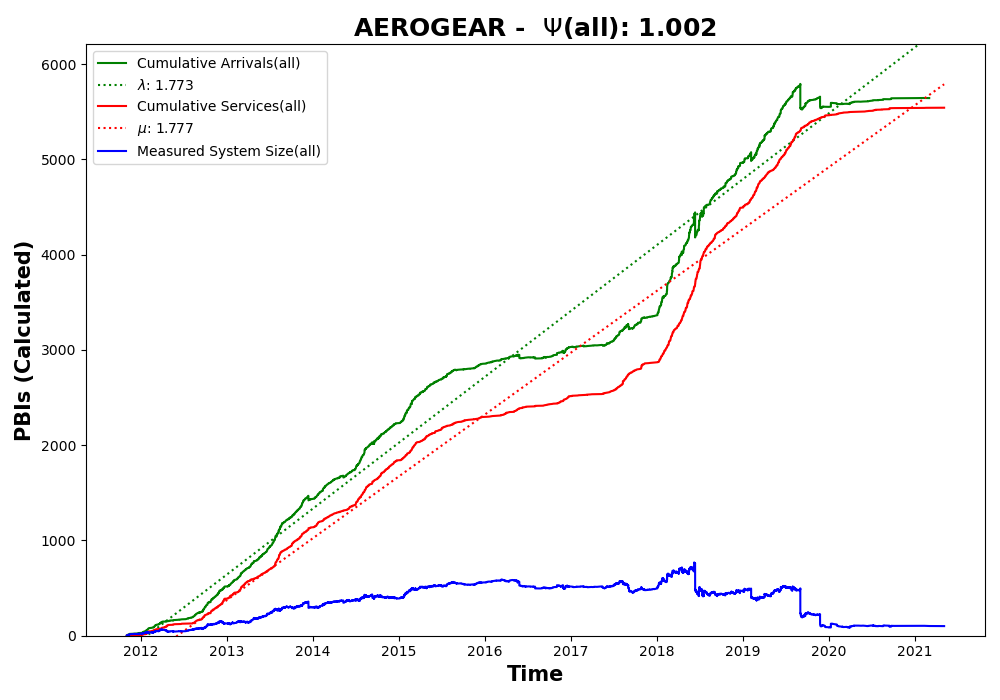 AEROGEAR - Ψ(all): 1.002
Cumulative Arrivals(all)
λ: 1.773
Cumulative Services(all)
μ: 1.777
Measured System Size(all)
PBIs (Calculated)
6000
5000
4000
3000
2000
1000
0
2012 2013 2014 2015 2016 2017 2018 2019 2020 2021
Time